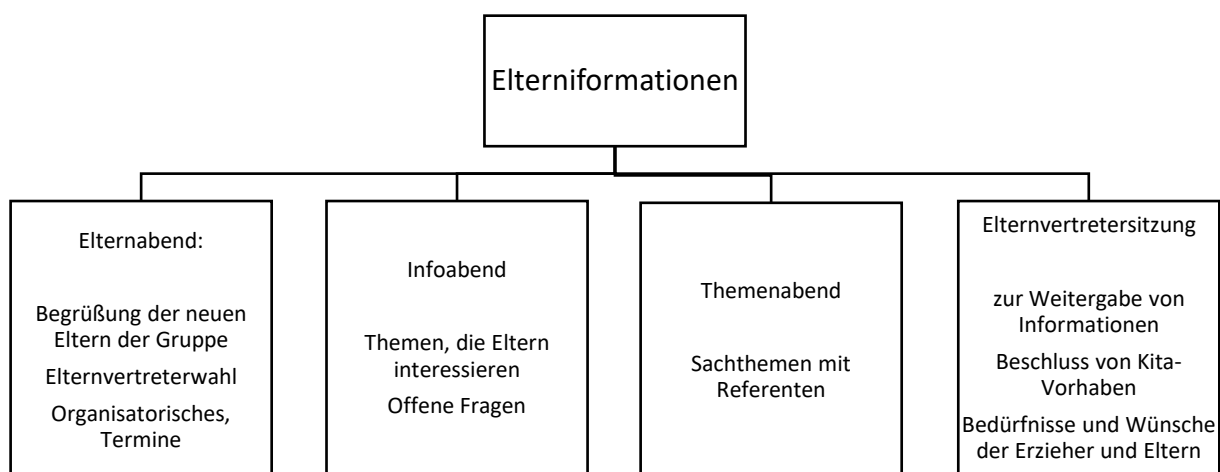 Elterniformationen
Elternabend:
Begrüßung der neuen
Eltern der Gruppe
Elternvertreterwahl
Organisatorisches,
Termine
Infoabend
Themen, die Eltern
interessieren
Offene Fragen
Themenabend
Sachthemen mit
Referenten
Elternvertretersitzung
zur Weitergabe von
Informationen
Beschluss von Kita-
Vorhaben
Bedürfnisse und Wünsche
der Erzieher und Eltern